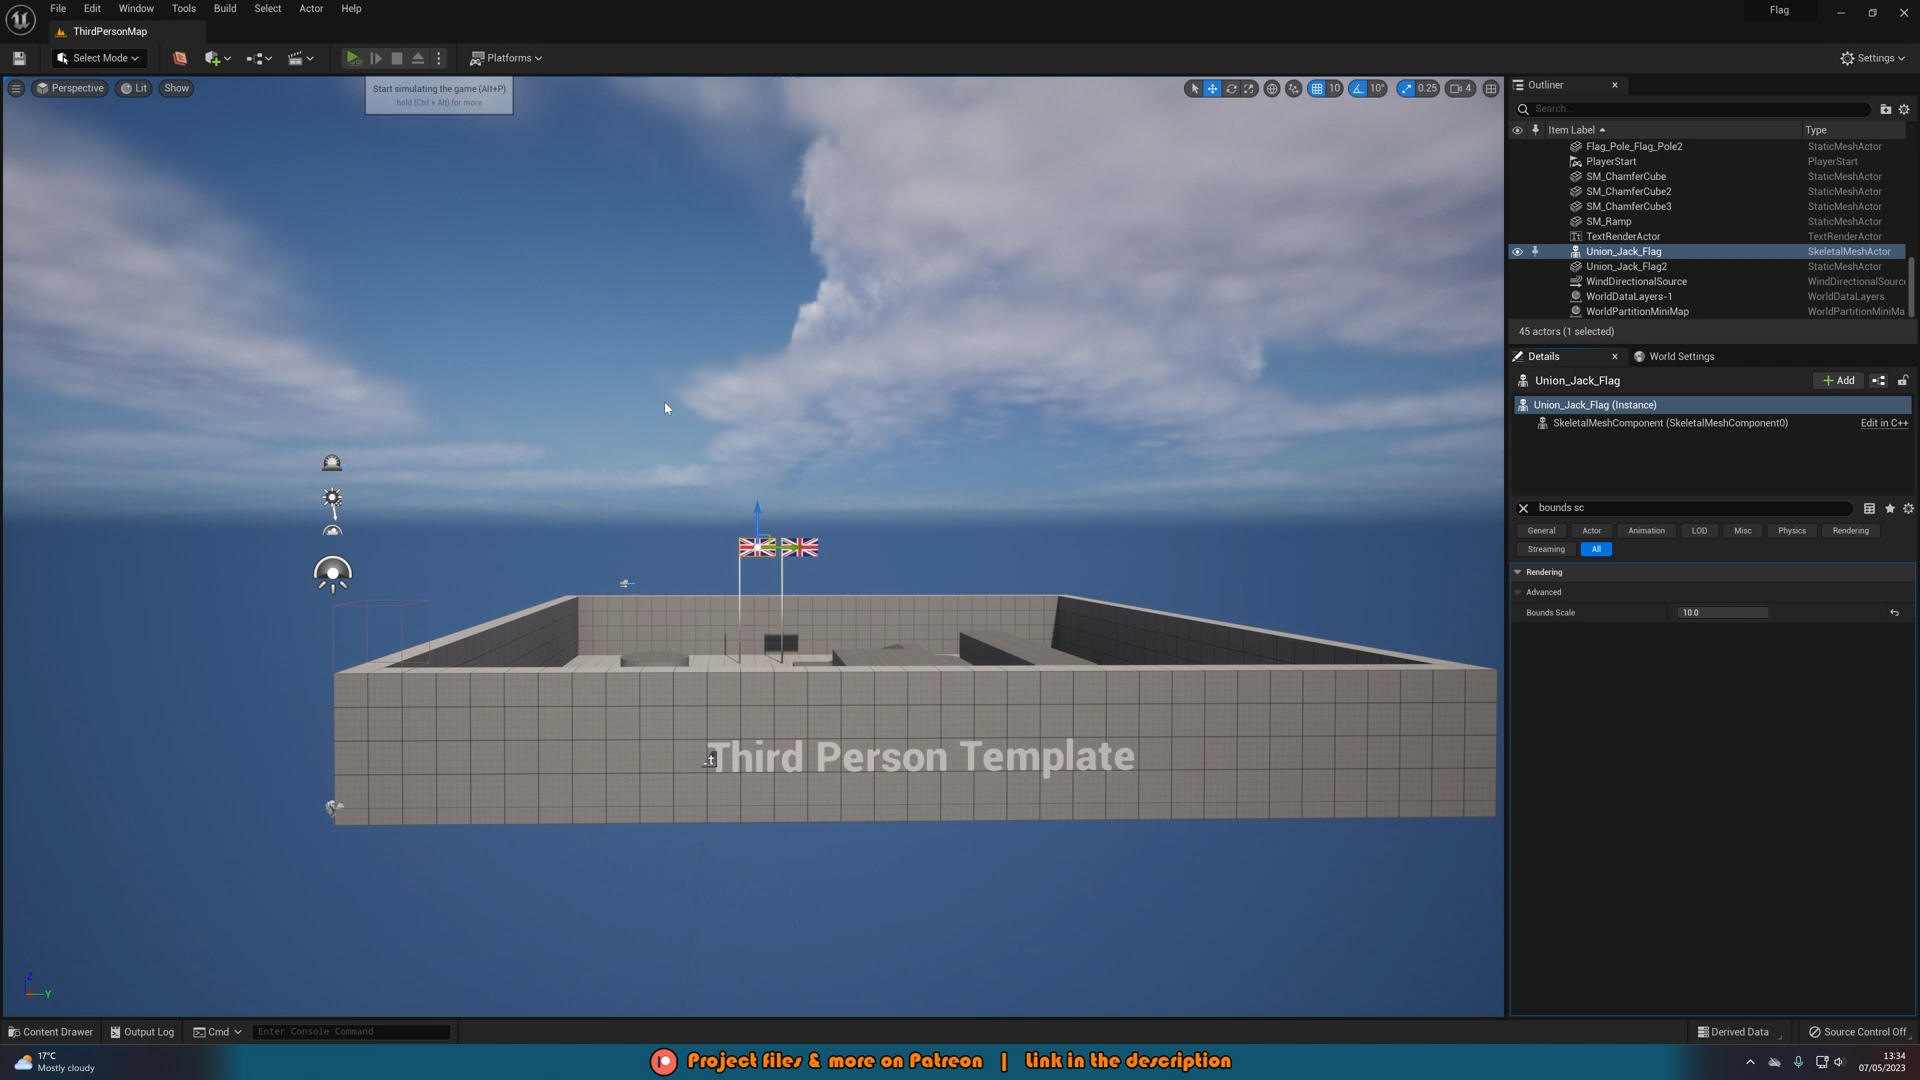 File Edit Window Tools Build Select Actor Help
Flag
ThirdPersonMap
Select Mode
Platforms
Settings
Perspective Lit Show
Start simulating the game (Alt+P)
hold (Ctrl + Alt) for more
10 10° 0.25 4
Outliner
Search...
Item Label Type
Flag_Pole_Flag_Pole2 StaticMeshActor
PlayerStart PlayerStart
SM_ChamferCube StaticMeshActor
SM_ChamferCube2 StaticMeshActor
SM_ChamferCube3 StaticMeshActor
SM_Ramp StaticMeshActor
TextRenderActor TextRenderActor
Union_Jack_Flag SkeletalMeshActor
Union_Jack_Flag2 StaticMeshActor
WindDirectionalSource WindDirectionalSourc
WorldDataLayers-1 WorldDataLayers
WorldPartitionMiniMap WorldPartitionMiniMa
45 actors (1 selected)
Details World Settings
Union_Jack_Flag Add
Union_Jack_Flag (Instance)
SkeletalMeshComponent (SkeletalMeshComponent0) Edit in C++
bounds sc
General Actor Animation LOD Misc Physics Rendering
Streaming All
Rendering
Advanced
Bounds Scale 10.0
Third Person Template
Z
Y
Content Drawer Output Log Cmd Enter Console Command
Derived Data Source Control Off
17°C
Mostly cloudy
Project files & more on Patreon | Link in the description
13:34
07/05/2023